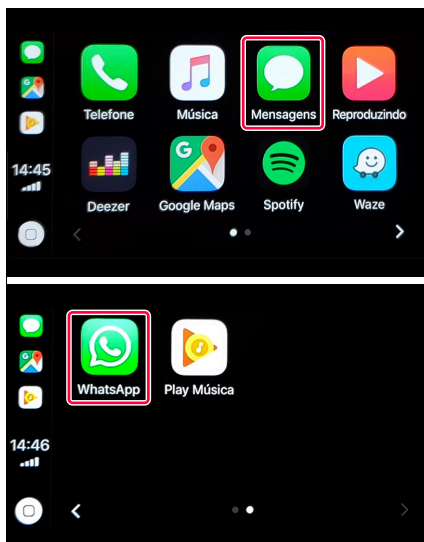 Telefone
Música
Mensagens
Reproduzindo
14:45
Deezer
Google Maps
Spotify
Waze
WhatsApp
Play Música
14:46